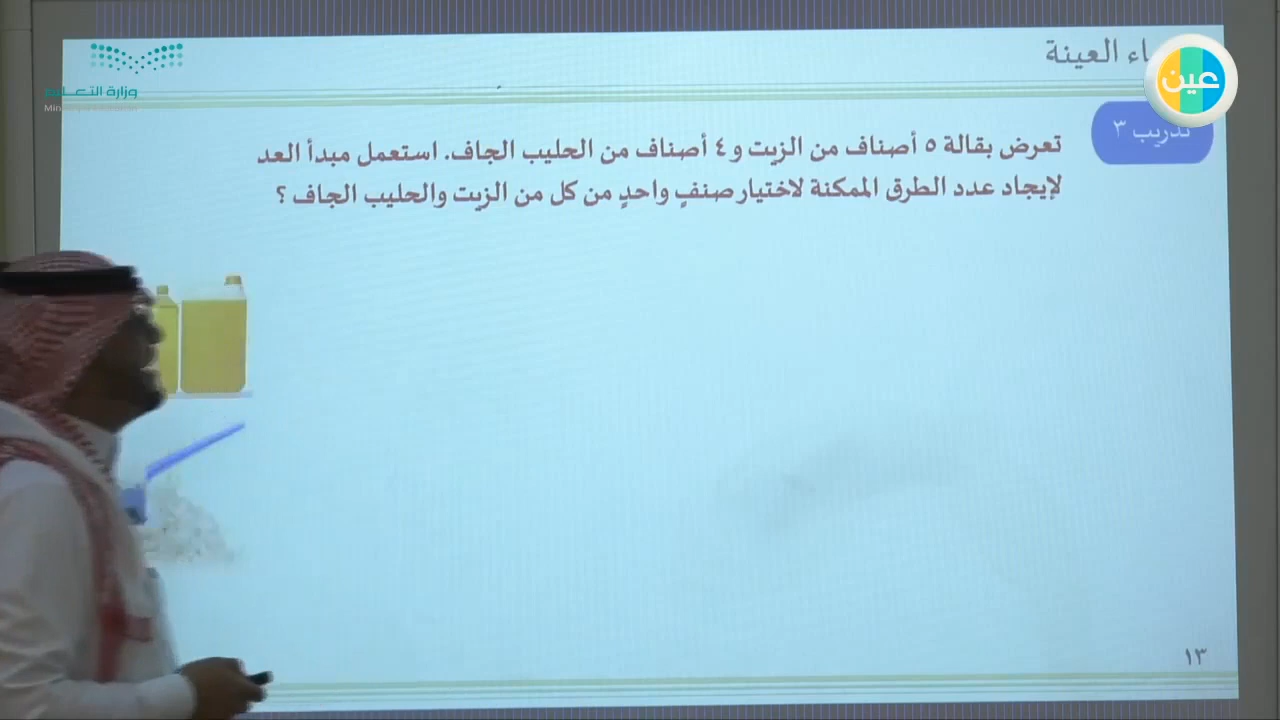 العينة
عين
وزارة التعـــليم
تدريب ٣
تعرض بقالة ٥ أصناف من الزيت و ٤ أصناف من الحليب الجاف. استعمل مبدأ العد
لإيجاد عدد الطرق الممكنة لاختيار صنفٍ واحدٍ من كل من الزيت والحليب الجاف ؟
١٣